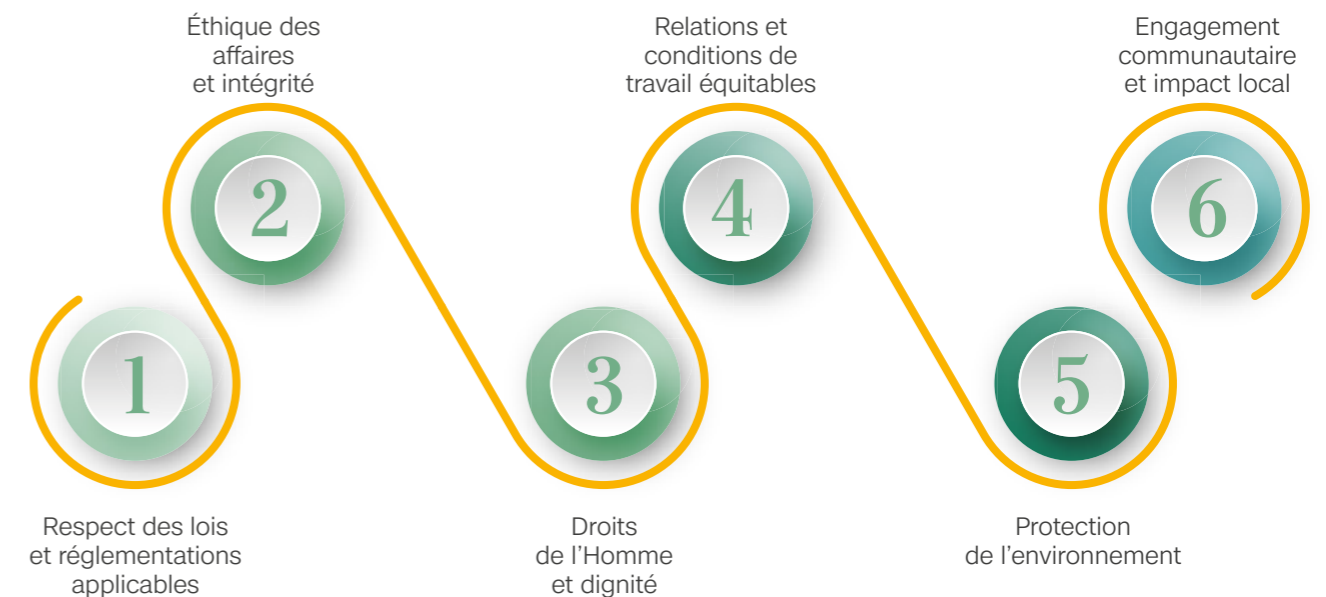 1
Respect des lois
et réglementations
applicables
Éthique des
affaires
et intégrité
2
3
Droits
de l’Homme
et dignité
Relations et
conditions de
travail équitables
4
5
Protection
de l’environnement
Engagement
communautaire
et impact local
6